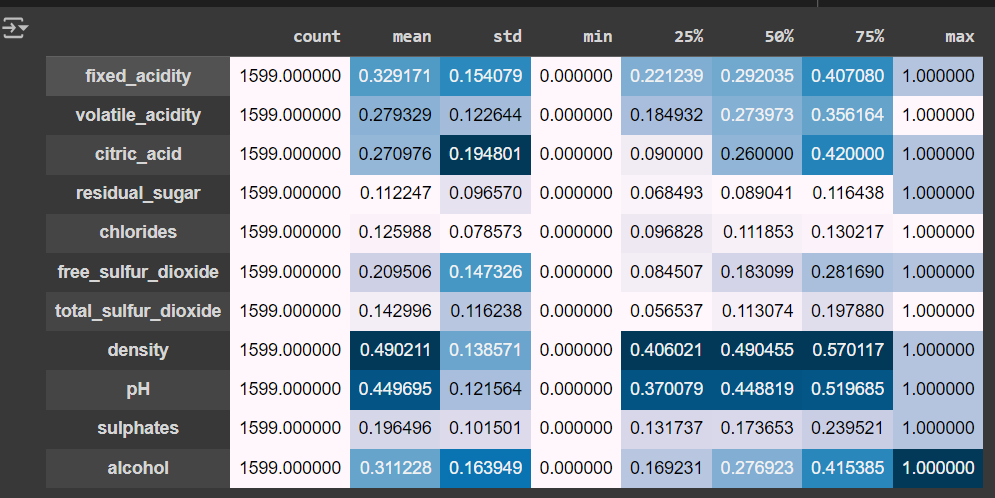 count mean std min 25% 50% 75% max
fixed_acidity 1599.000000 0.329171 0.154079 0.000000 0.221239 0.292035 0.407080 1.000000
volatile_acidity 1599.000000 0.279329 0.122644 0.000000 0.184932 0.273973 0.356164 1.000000
citric_acid 1599.000000 0.270976 0.194801 0.000000 0.090000 0.260000 0.420000 1.000000
residual_sugar 1599.000000 0.112247 0.096570 0.000000 0.068493 0.089041 0.116438 1.000000
chlorides 1599.000000 0.125988 0.078573 0.000000 0.096828 0.111853 0.130217 1.000000
free_sulfur_dioxide 1599.000000 0.209506 0.147326 0.000000 0.084507 0.183099 0.281690 1.000000
total_sulfur_dioxide 1599.000000 0.142996 0.116238 0.000000 0.056537 0.113074 0.197880 1.000000
density 1599.000000 0.490211 0.138571 0.000000 0.406021 0.490455 0.570117 1.000000
pH 1599.000000 0.449695 0.121564 0.000000 0.370079 0.448819 0.519685 1.000000
sulphates 1599.000000 0.196496 0.101501 0.000000 0.131737 0.173653 0.239521 1.000000
alcohol 1599.000000 0.311228 0.163949 0.000000 0.169231 0.276923 0.415385 1.000000